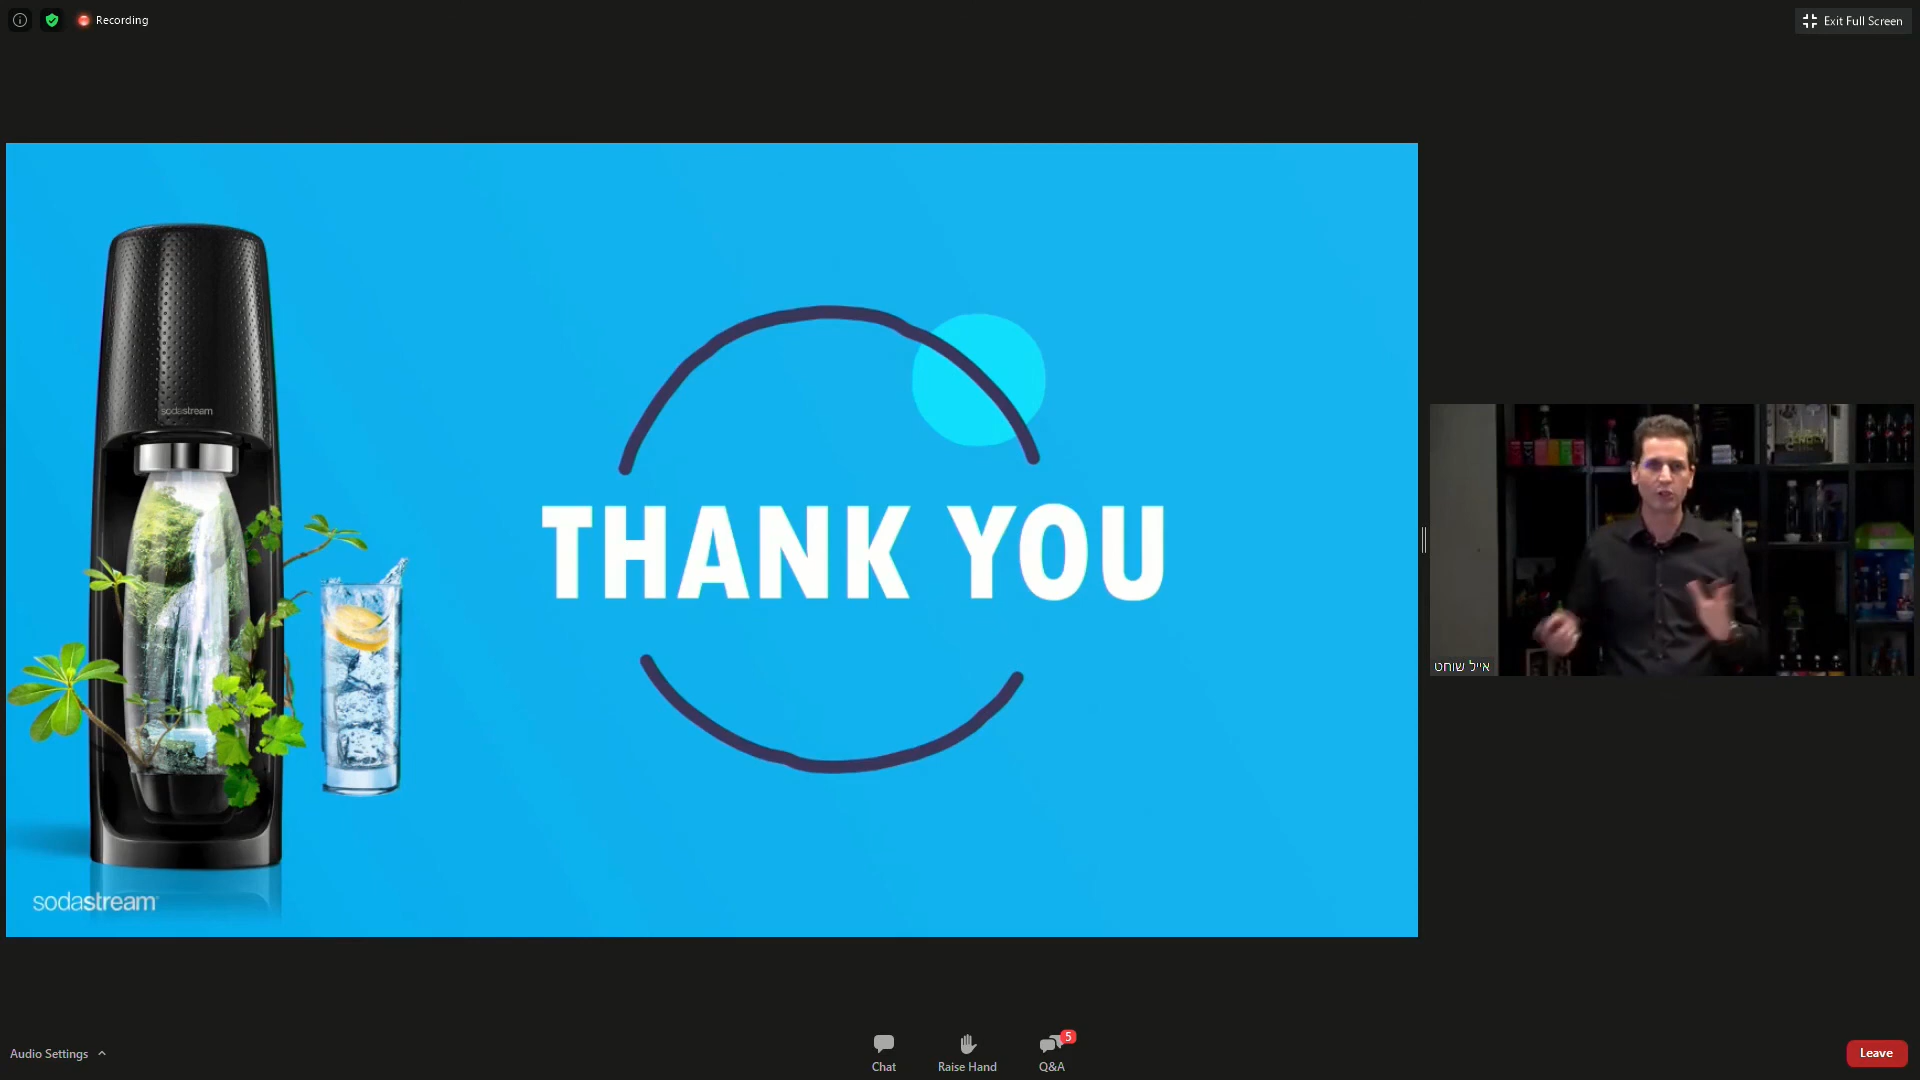 Recording
Exit Full Screen
sodastream
THANK YOU
אייל שוחט
sodastream
Audio Settings
Chat
Raise Hand
Q&A
5
Leave